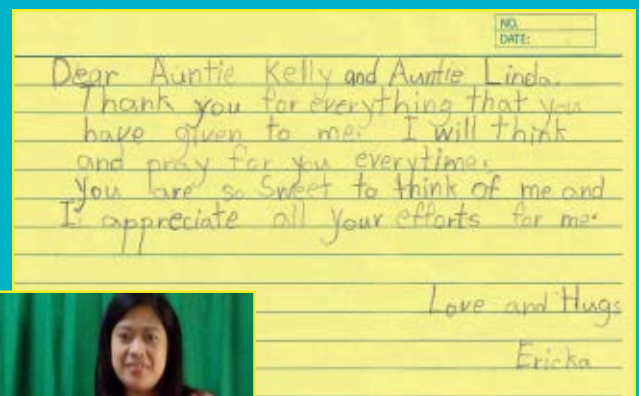 NO.
DATE:
Dear Auntie Kelly and Auntie Linda.
Thank you for everything that you
have given to me. I will think
and pray for you everytime.
You are so sweet to think of me and
I appreciate all your efforts for me.
Love and Hugs
Ericka